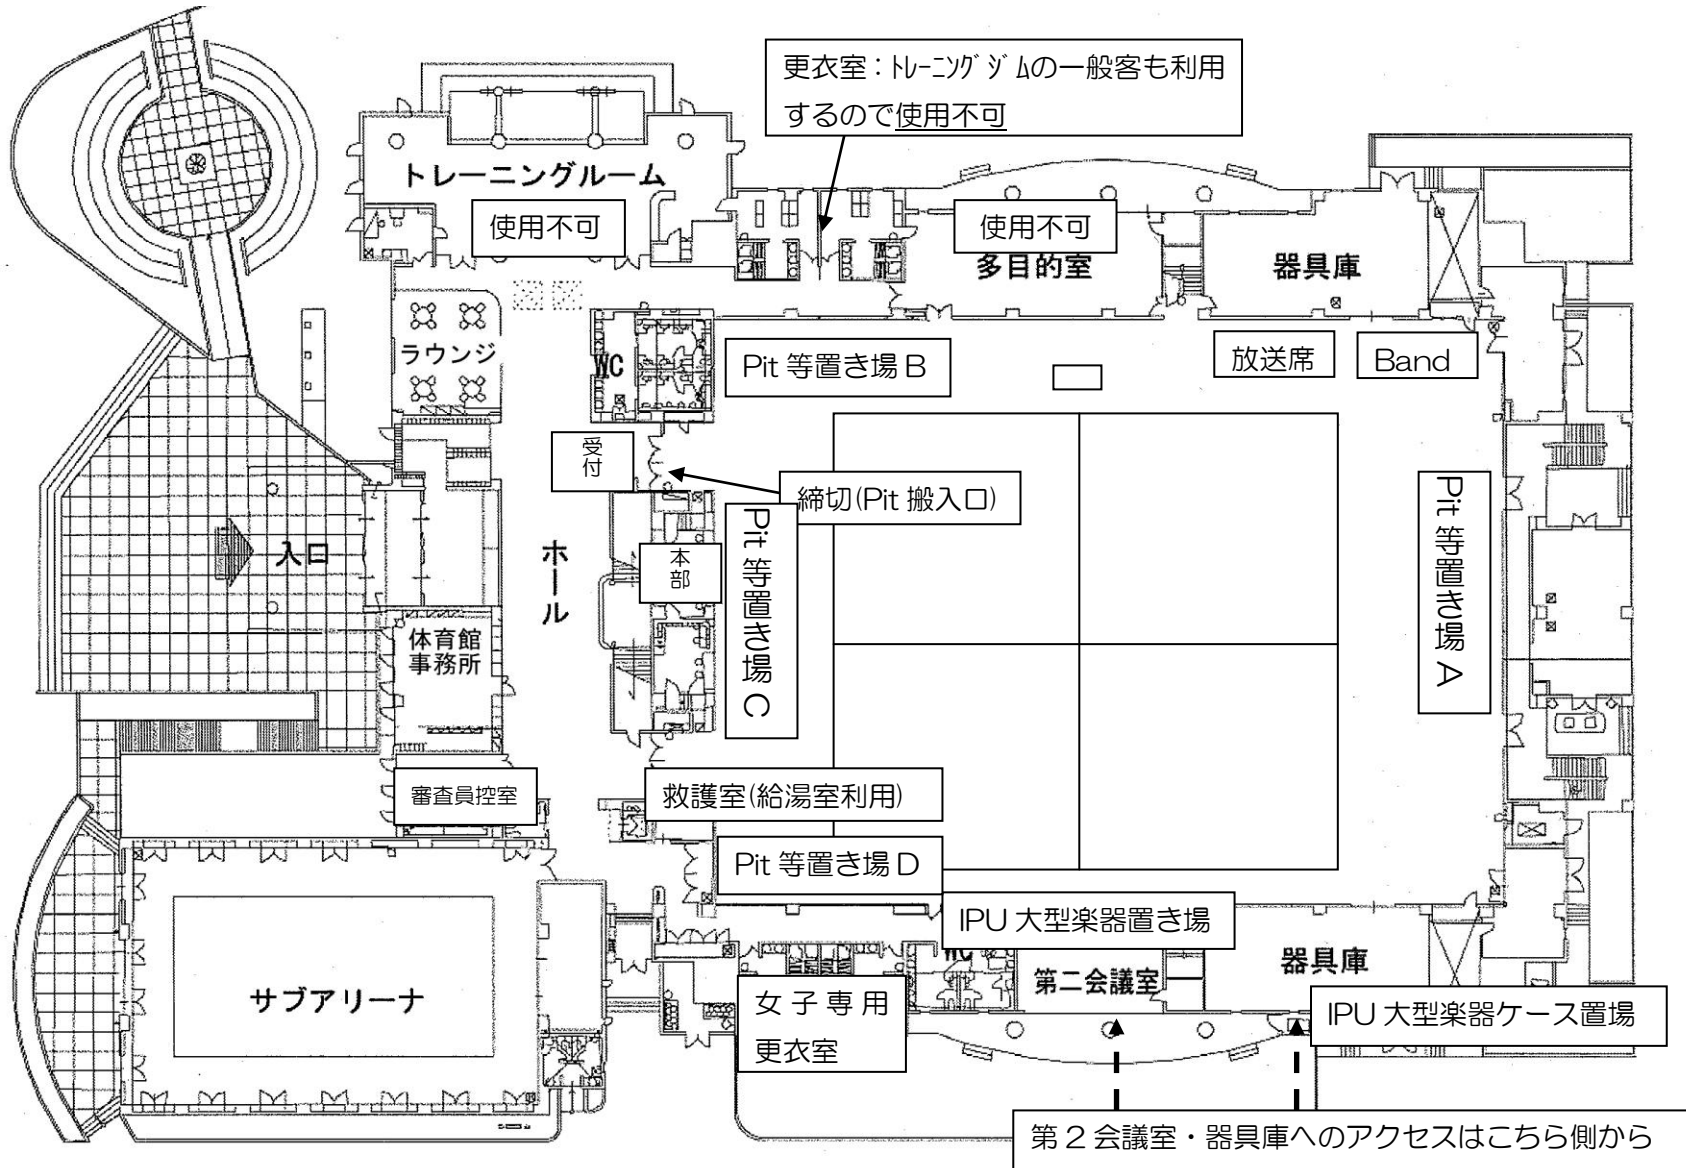 更衣室：ﾄﾚｰﾆﾝｸﾞｼﾞﾑの一般客も利用
するので使用不可
トレーニングルーム
使用不可
使用不可
多目的室
器具庫
ラウンジ
WC
Pit 等置き場 B
放送席
Band
受付
締切(Pit 搬入口)
入口
ホール
本部
Pit 等置き場 C
Pit 等置き場 A
体育館
事務所
審査員控室
救護室(給湯室利用)
Pit 等置き場 D
IPU 大型楽器置き場
WC
第二会議室
器具庫
サブアリーナ
女子専用
更衣室
IPU 大型楽器ケース置場
第２会議室・器具庫へのアクセスはこちら側から